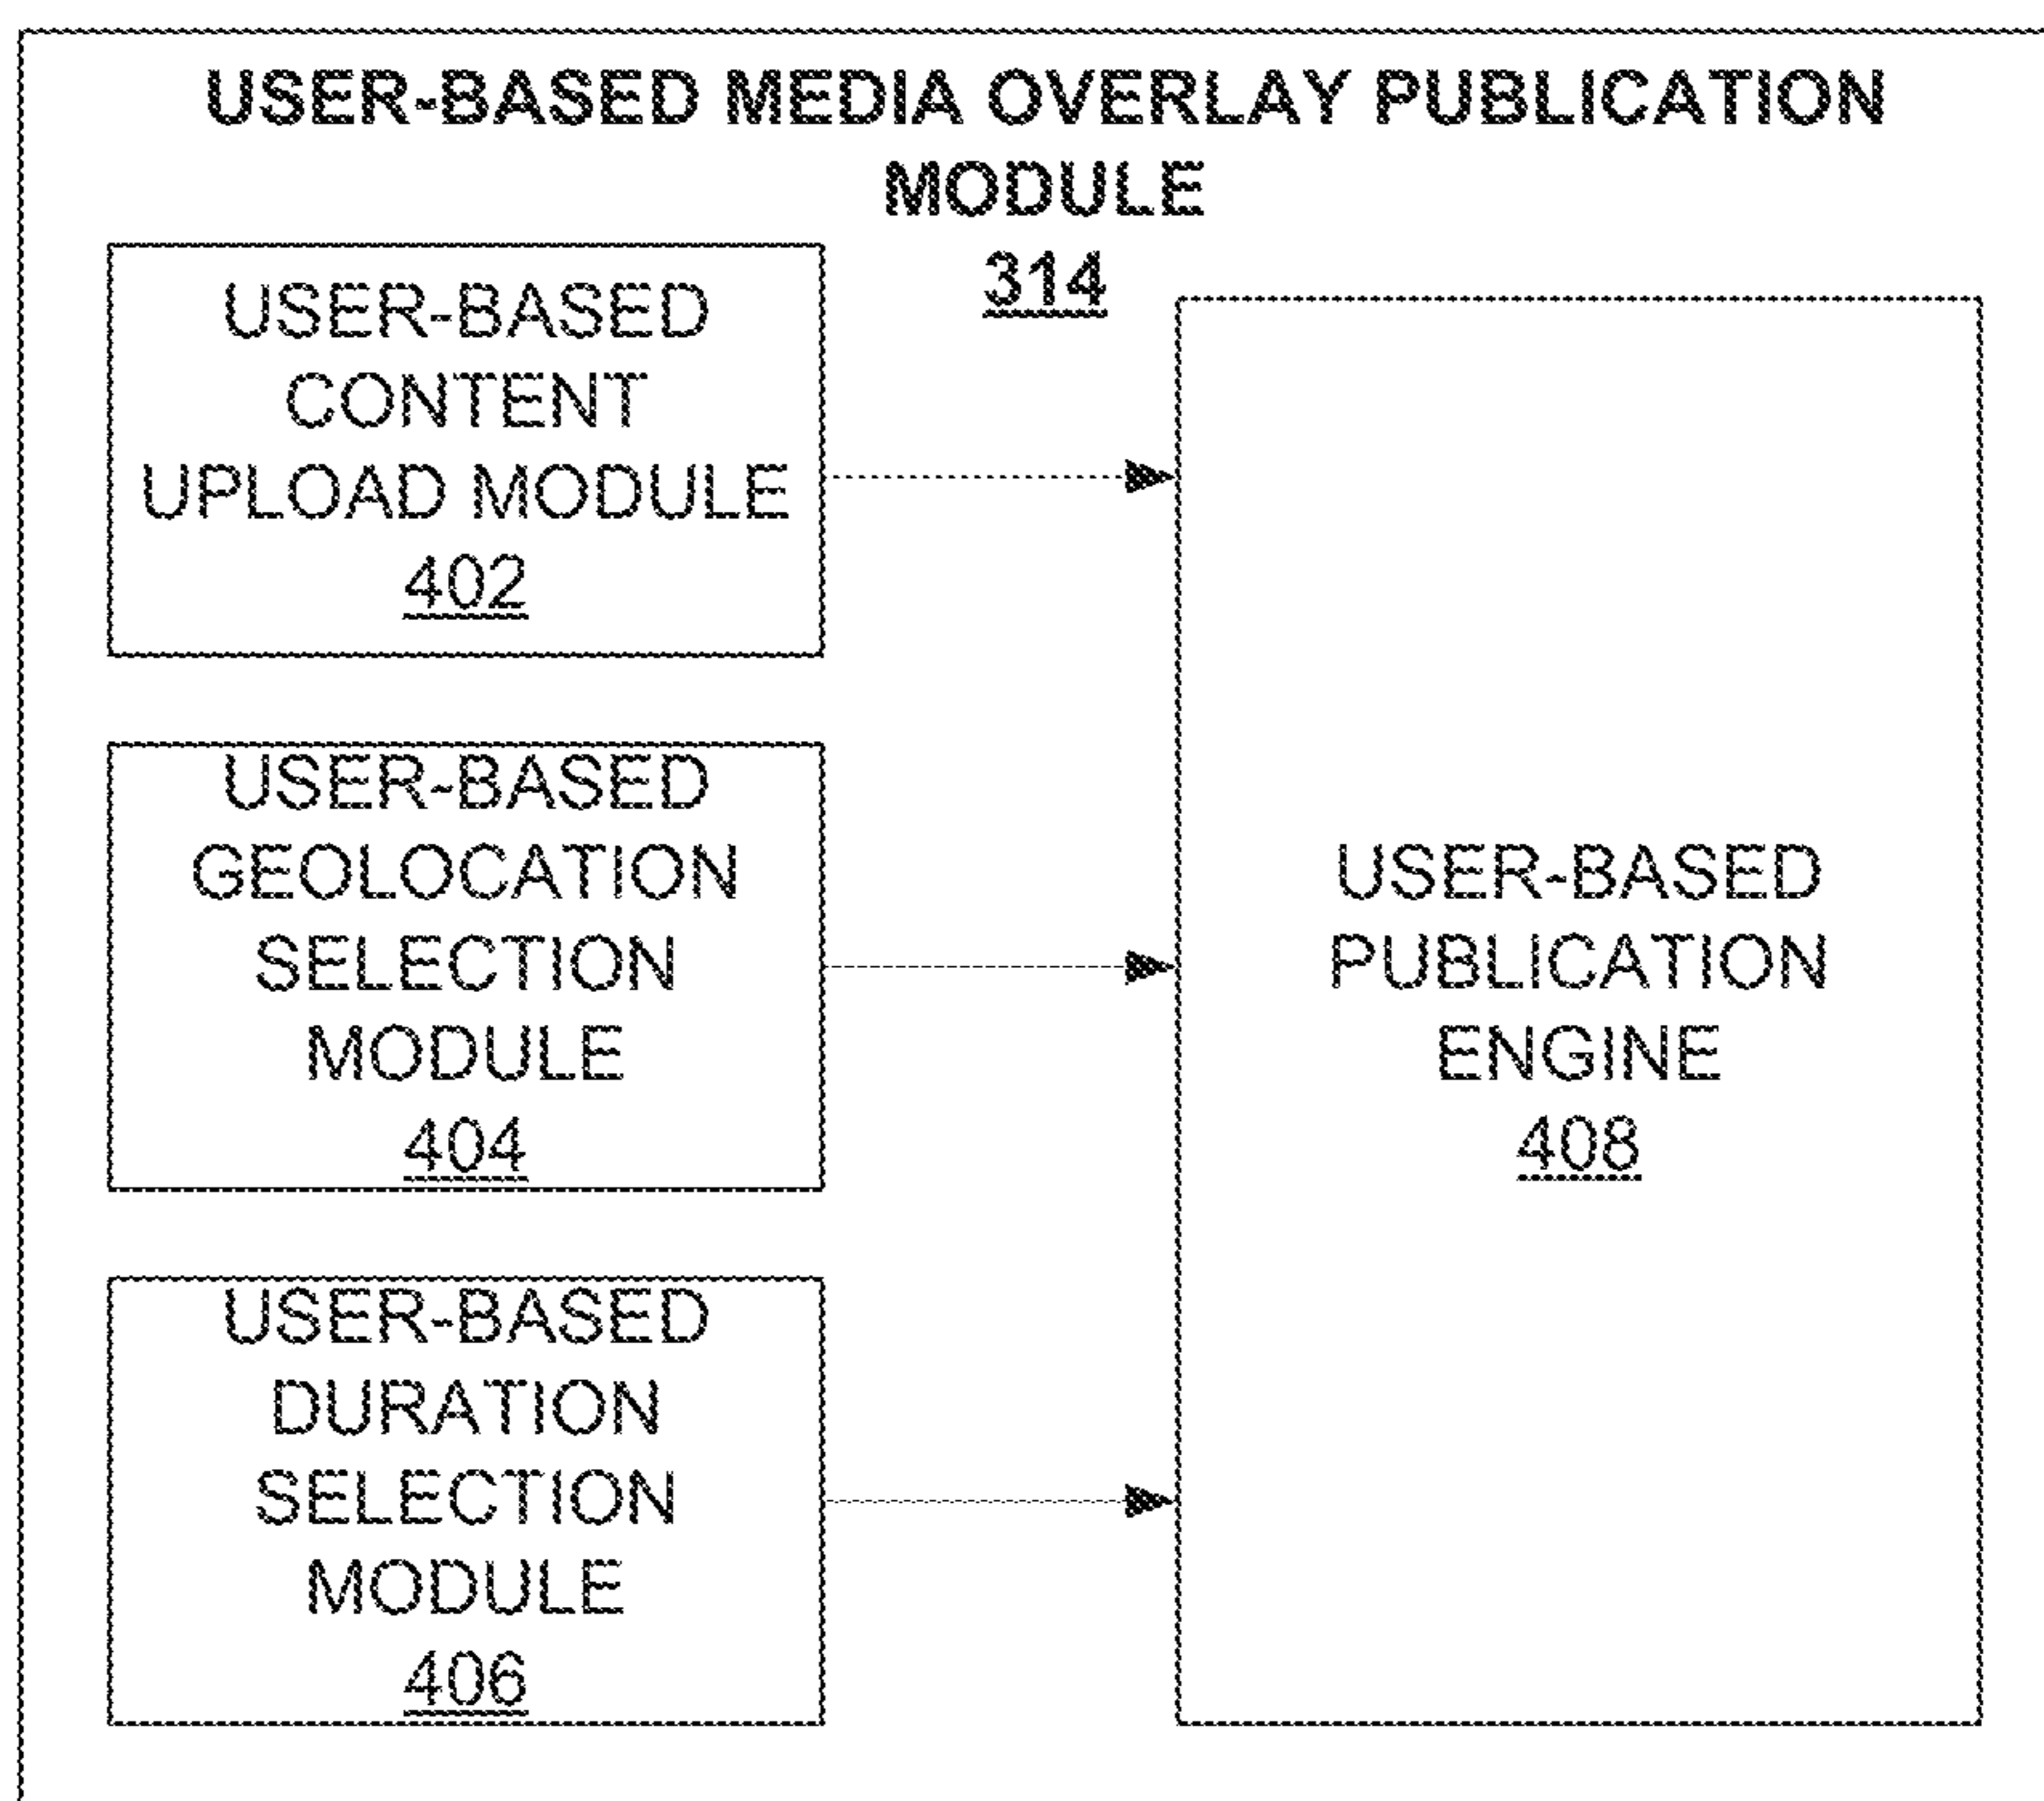 USER-BASED MEDIA OVERLAY PUBLICATION
MODULE
314
USER-BASED
CONTENT
UPLOAD MODULE
402
USER-BASED
GEOLOCATION
SELECTION
MODULE
404
USER-BASED
DURATION
SELECTION
MODULE
406
USER-BASED
PUBLICATION
ENGINE
408